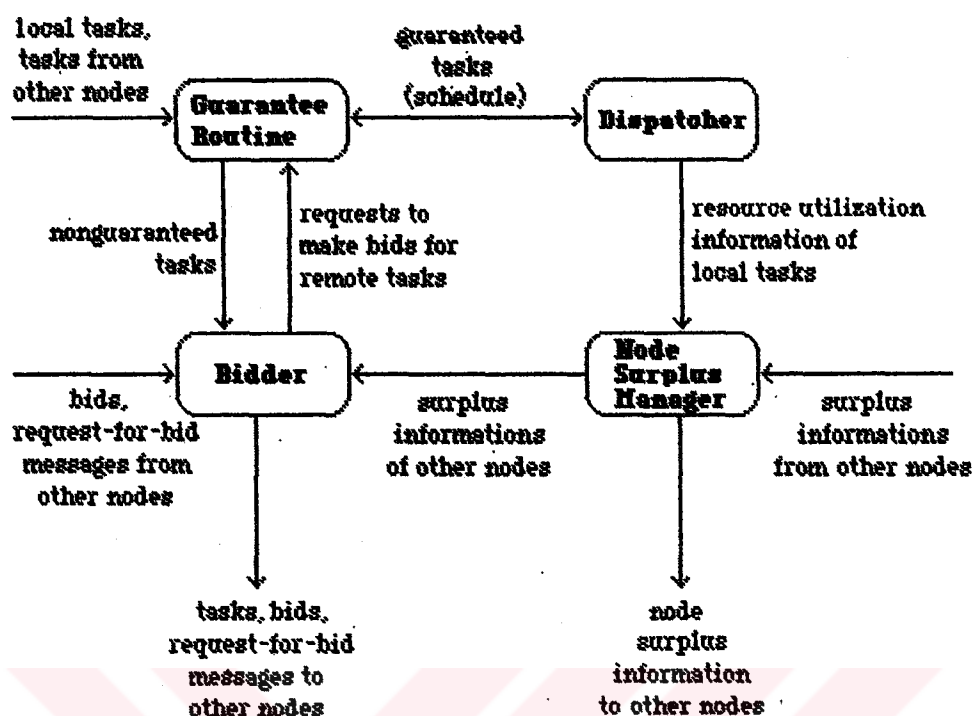 local tasks,
tasks from
other nodes
guaranteed
tasks
(schedule)
Guarantee
Routine
Dispatcher
nonguaranteed
tasks
requests to
make bids for
remote tasks
resource utilization
information of
local tasks
Bidder
Node
Surplus
Manager
bids,
request-for-bid
messages from
other nodes
surplus
informations
of other nodes
surplus
informations
from other nodes
tasks, bids,
request-for-bid
messages to
other nodes
node
surplus
information
to other nodes